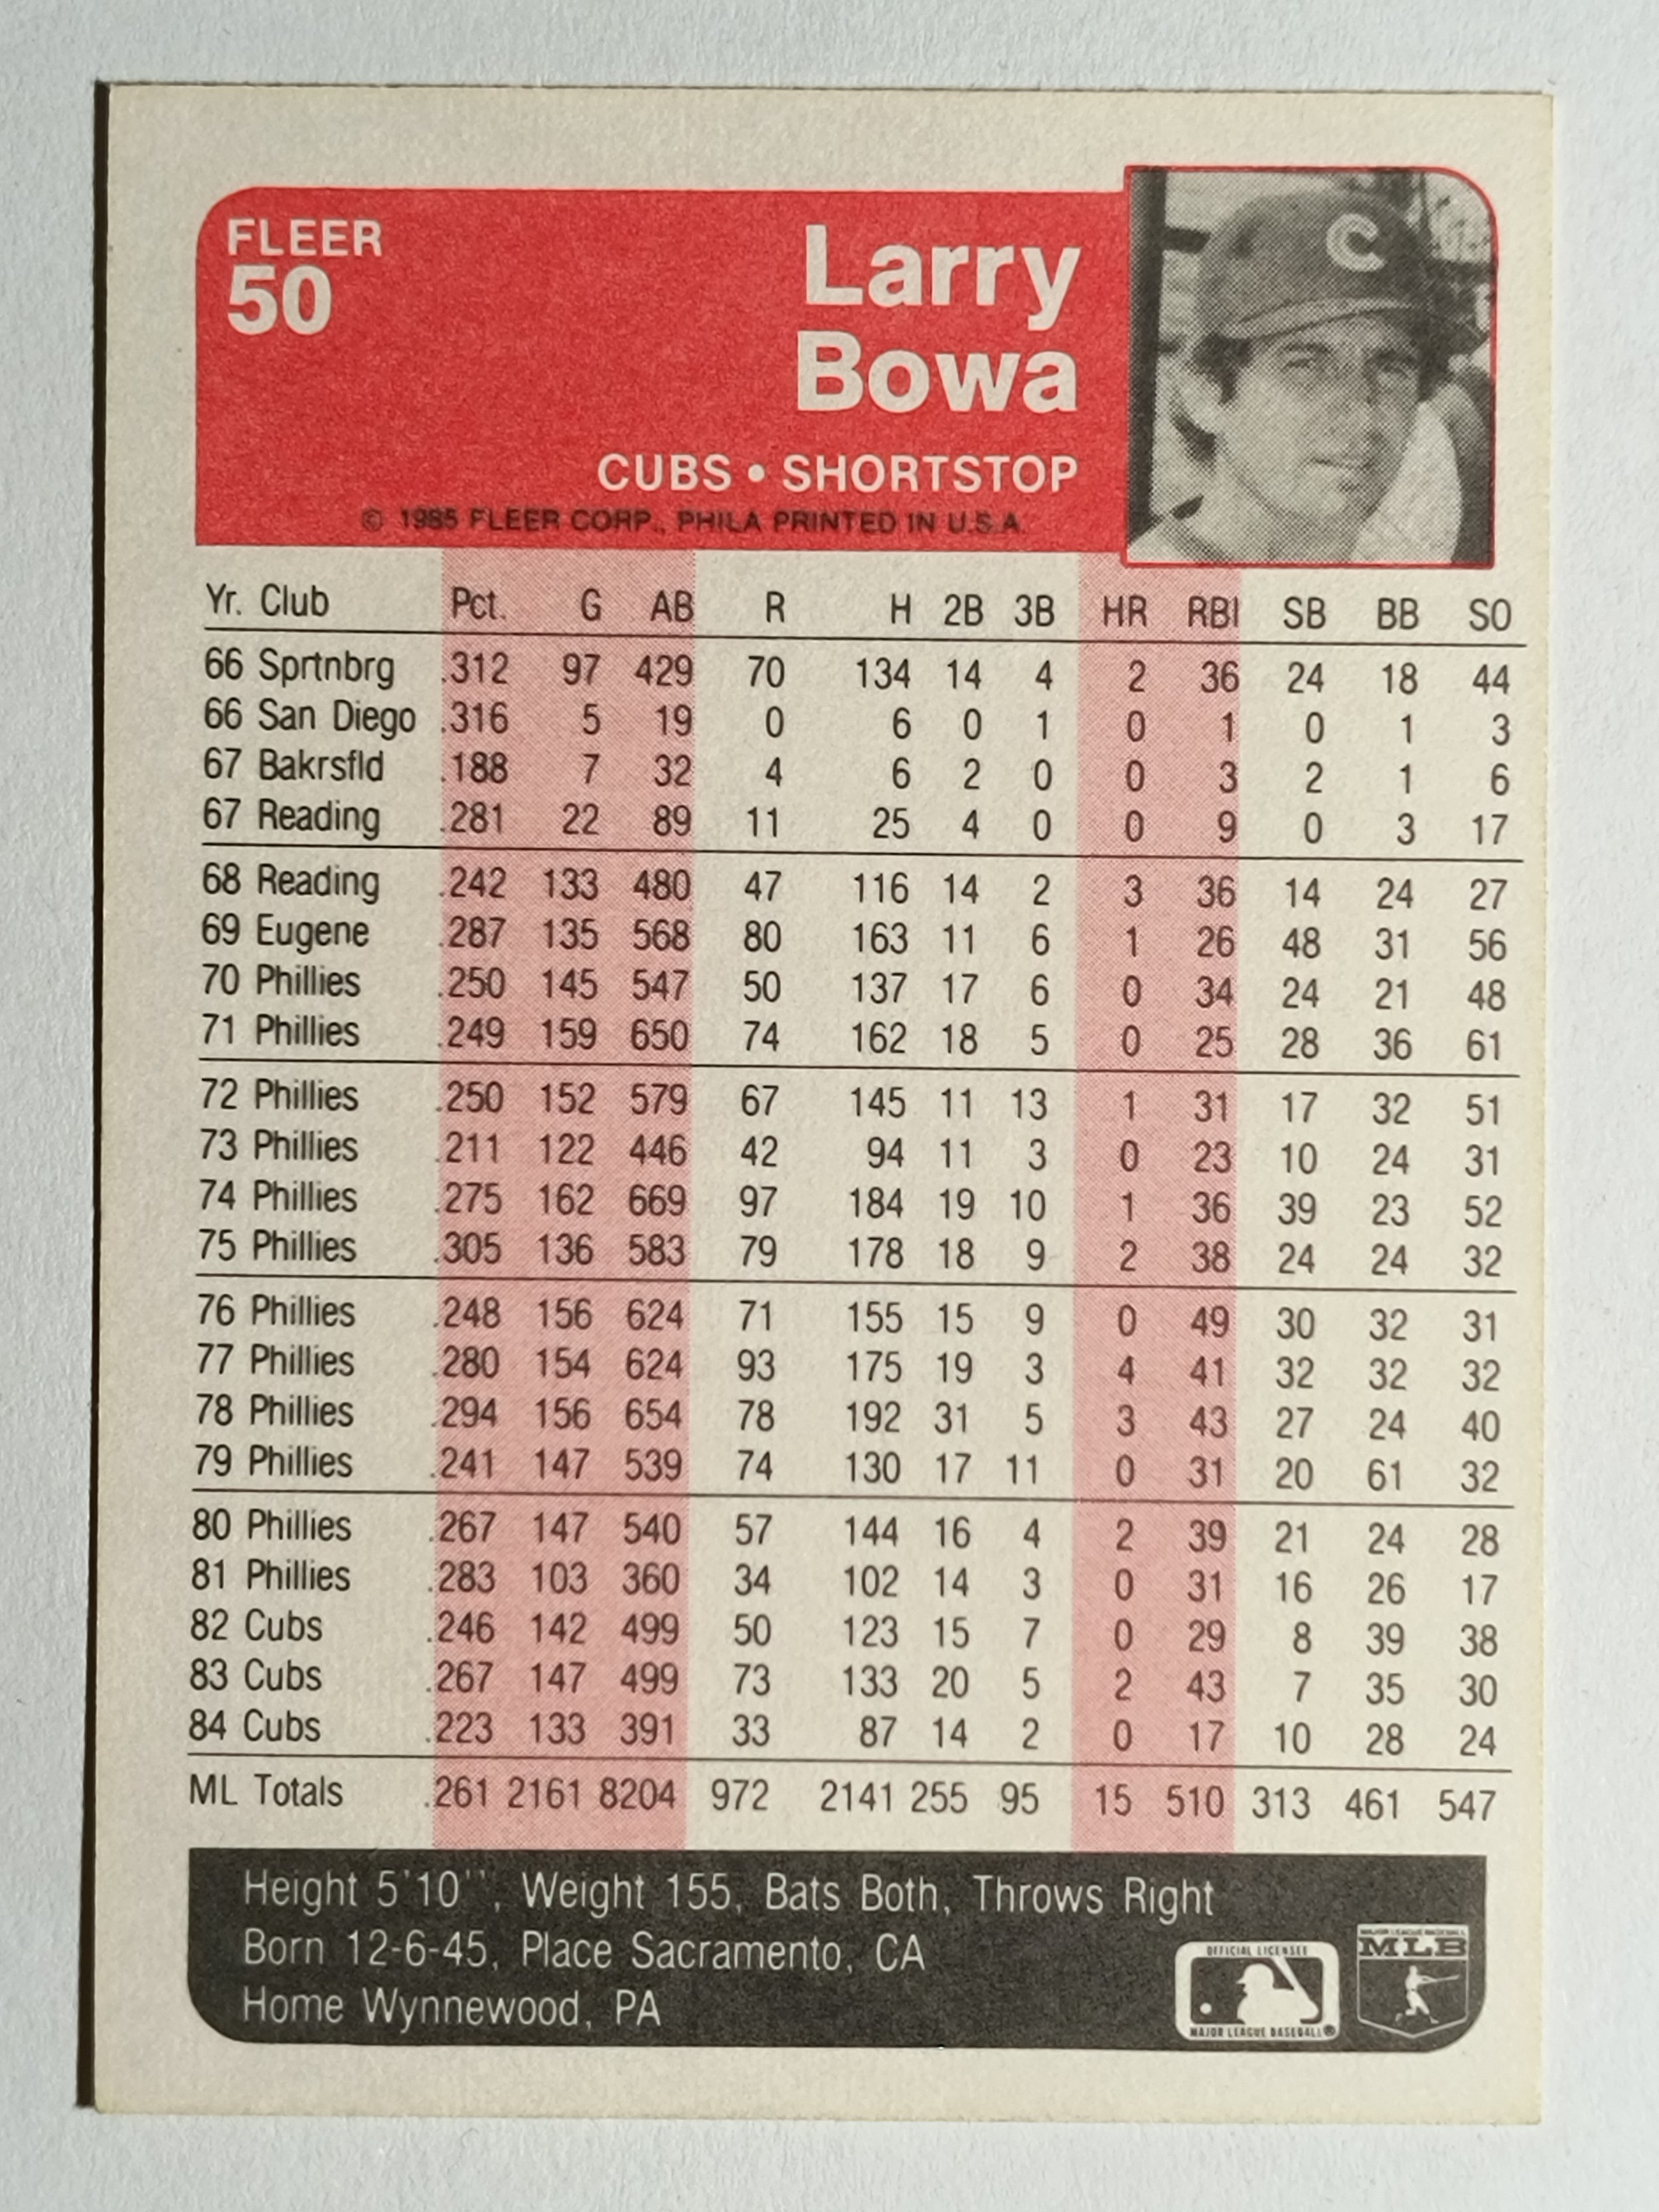 FLEER
50
Larry
Bowa
CUBS • SHORTSTOP
© 1985 FLEER CORP., PHILA PRINTED IN U.S.A.
C
Yr. Club Pct. G AB R H 2B 3B HR RBI SB BB SO
66 Sprtnbrg .312 97 429 70 134 14 4 2 36 24 18 44
66 San Diego .316 5 19 0 6 0 1 0 1 0 1 3
67 Bakrsfld .188 7 32 4 6 2 0 0 3 2 1 6
67 Reading .281 22 89 11 25 4 0 0 9 0 3 17
68 Reading .242 133 480 47 116 14 2 3 36 14 24 27
69 Eugene .287 135 568 80 163 11 6 1 26 48 31 56
70 Phillies .250 145 547 50 137 17 6 0 34 24 21 48
71 Phillies .249 159 650 74 162 18 5 0 25 28 36 61
72 Phillies .250 152 579 67 145 11 13 1 31 17 32 51
73 Phillies .211 122 446 42 94 11 3 0 23 10 24 31
74 Phillies .275 162 669 97 184 19 10 1 36 39 23 52
75 Phillies .305 136 583 79 178 18 9 2 38 24 24 32
76 Phillies .248 156 624 71 155 15 9 0 49 30 32 31
77 Phillies .280 154 624 93 175 19 3 4 41 32 32 32
78 Phillies .294 156 654 78 192 31 5 3 43 27 24 40
79 Phillies .241 147 539 74 130 17 11 0 31 20 61 32
80 Phillies .267 147 540 57 144 16 4 2 39 21 24 28
81 Phillies .283 103 360 34 102 14 3 0 31 16 26 17
82 Cubs .246 142 499 50 123 15 7 0 29 8 39 38
83 Cubs .267 147 499 73 133 20 5 2 43 7 35 30
84 Cubs .223 133 391 33 87 14 2 0 17 10 28 24
ML Totals .261 2161 8204 972 2141 255 95 15 510 313 461 547
Height 5'10'', Weight 155, Bats Both, Throws Right
Born 12-6-45, Place Sacramento, CA
Home Wynnewood, PA
OFFICIAL LICENSEE
MAJOR LEAGUE BASEBALL®
MAJOR LEAGUE BASEBALL
MLB